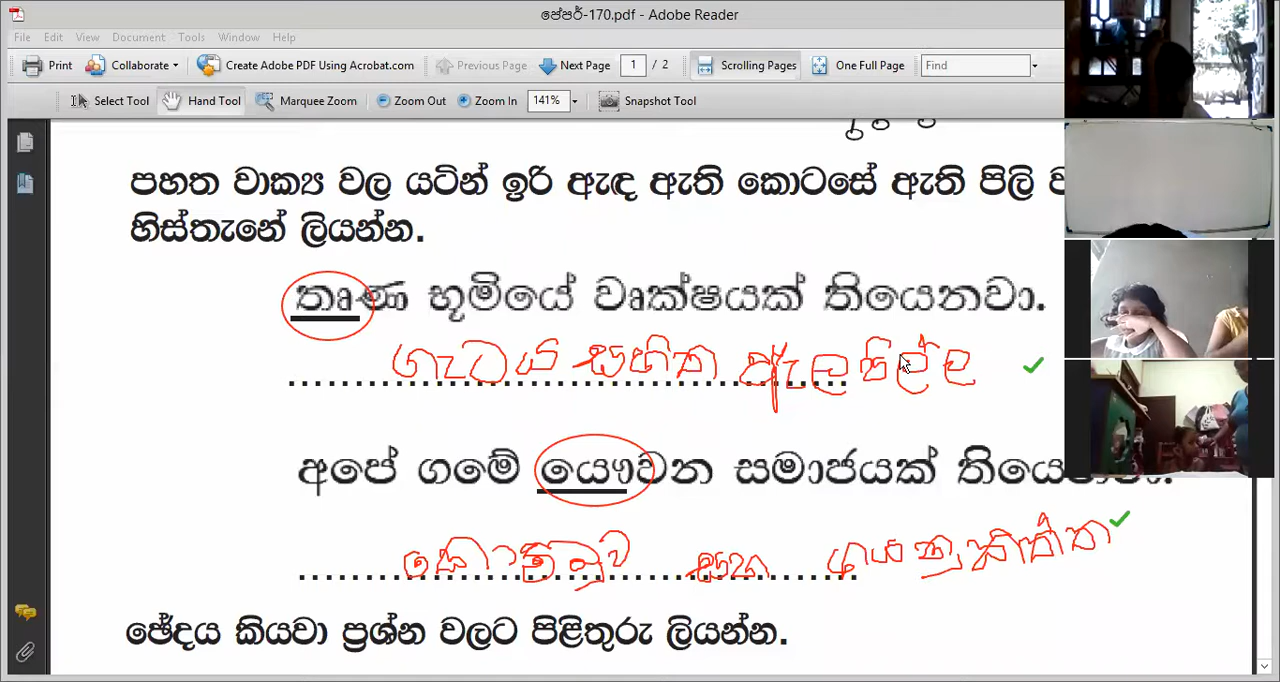 පේපර්-170.pdf - Adobe Reader
File Edit View Document Tools Window Help
Print Collaborate Create Adobe PDF Using Acrobat.com Previous Page Next Page 1 / 2 Scrolling Pages One Full Page Find
Select Tool Hand Tool Marquee Zoom Zoom Out Zoom In 141% Snapshot Tool
පහත වාක්‍ය වල යටින් ඉරි ඇඳ ඇති කොටසේ ඇති පිලි
හිස්තැනේ ලියන්න.
තෘණ භූමියේ වෘක්ෂයක් තියෙනවා.
ගැටය සහිත ඇලපිල්ල
අපේ ගමේ යෞවන සමාජයක්
කොම්බුව සහ ගයනුකිත්ත
ඡේදය කියවා ප්‍රශ්න වලට පිළිතුරු ලියන්න.